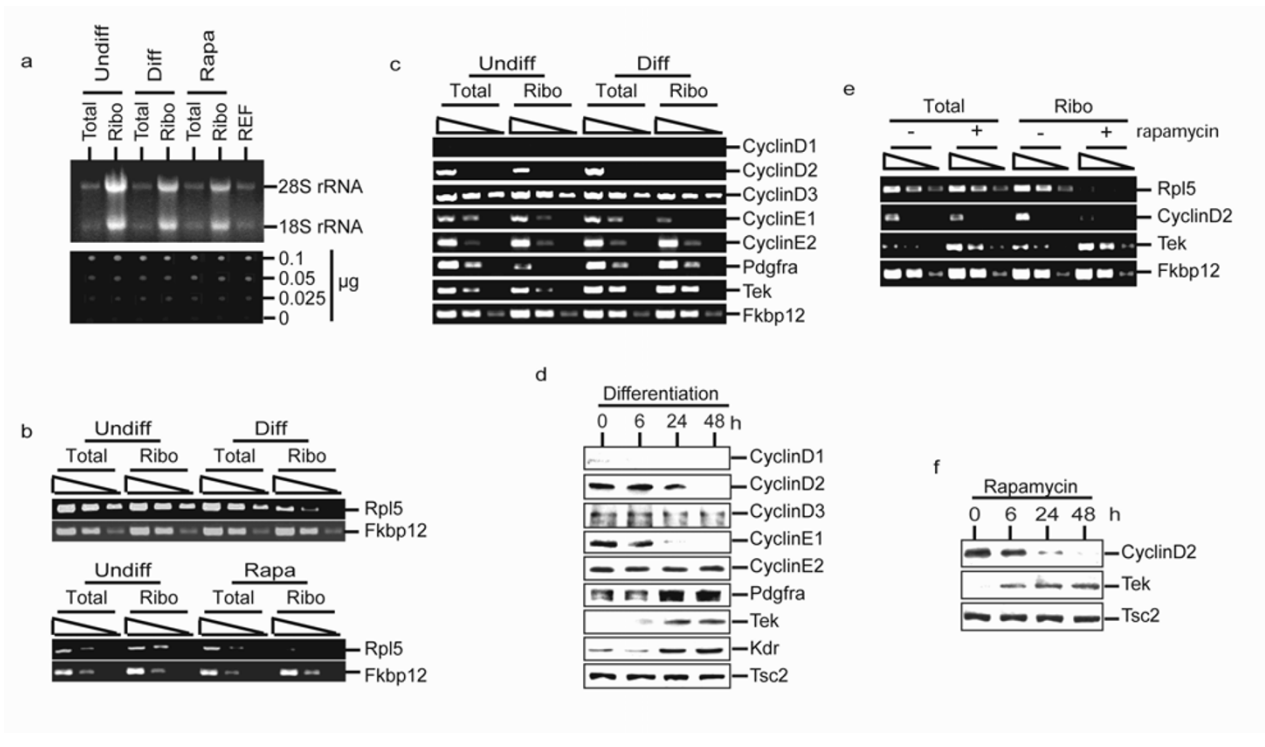 a
Undiff Diff Rapa
Total Ribo Total Ribo Total Ribo REF
28S rRNA
18S rRNA
0.1
0.05
0.025
0
µg
b
Undiff Diff
Total Ribo Total Ribo
Rpl5
Fkbp12
Undiff Rapa
Total Ribo Total Ribo
Rpl5
Fkbp12
c
Undiff Diff
Total Ribo Total Ribo
CyclinD1
CyclinD2
CyclinD3
CyclinE1
CyclinE2
Pdgfra
Tek
Fkbp12
d
Differentiation
0 6 24 48 h
CyclinD1
CyclinD2
CyclinD3
CyclinE1
CyclinE2
Pdgfra
Tek
Kdr
Tsc2
e
Total Ribo
- + - + rapamycin
Rpl5
CyclinD2
Tek
Fkbp12
f
Rapamycin
0 6 24 48 h
CyclinD2
Tek
Tsc2